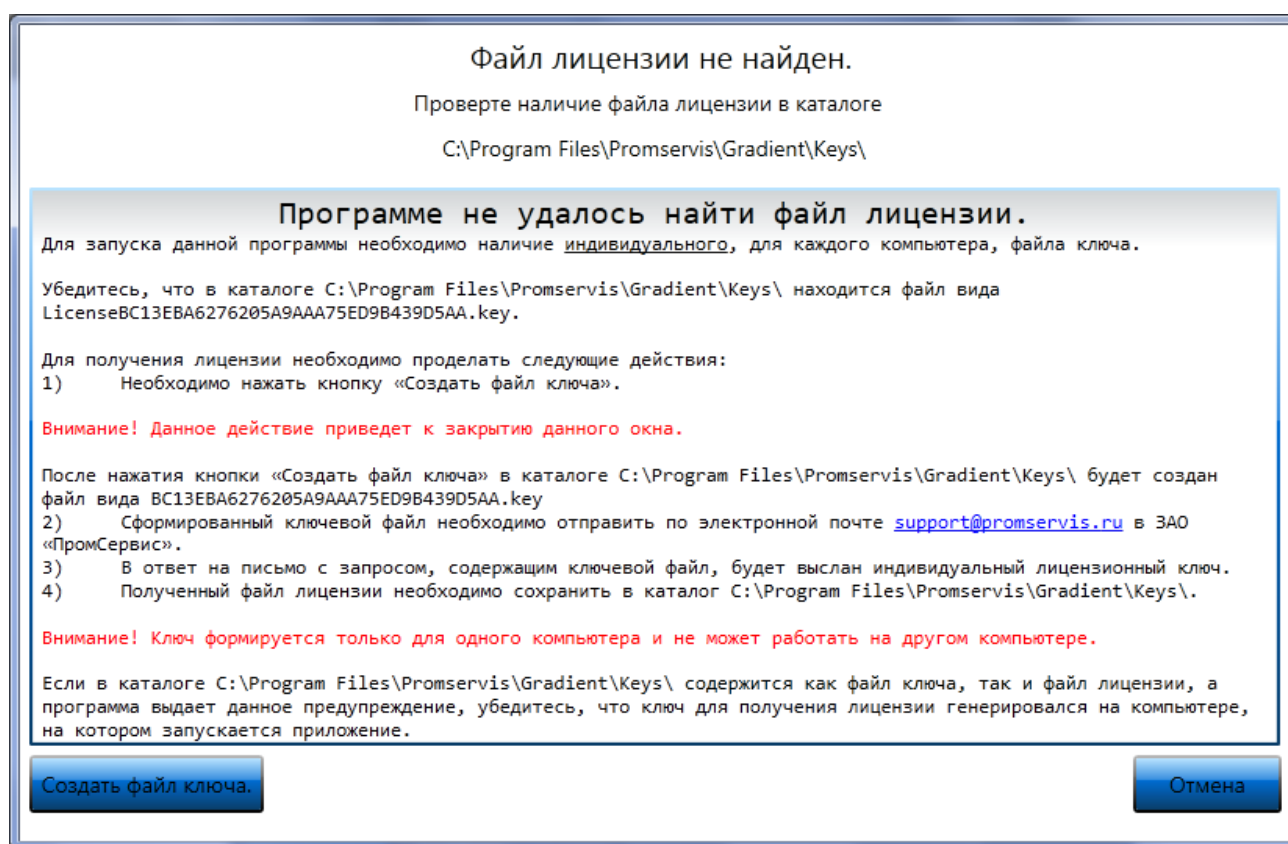 Файл лицензии не найден.
Проверте наличие файла лицензии в каталоге
C:\Program Files\Promservis\Gradient\Keys\
Программе не удалось найти файл лицензии.
Для запуска данной программы необходимо наличие индивидуального, для каждого компьютера, файла ключа.
Убедитесь, что в каталоге C:\Program Files\Promservis\Gradient\Keys\ находится файл вида
LicenseBC13EBA6276205A9AAA75ED9B439D5AA.key.
Для получения лицензии необходимо проделать следующие действия:
1) Необходимо нажать кнопку «Создать файл ключа».
Внимание! Данное действие приведет к закрытию данного окна.
После нажатия кнопки «Создать файл ключа» в каталоге C:\Program Files\Promservis\Gradient\Keys\ будет создан
файл вида BC13EBA6276205A9AAA75ED9B439D5AA.key
2) Сформированный ключевой файл необходимо отправить по электронной почте support@promservis.ru в ЗАО
«ПромСервис».
3) В ответ на письмо с запросом, содержащим ключевой файл, будет выслан индивидуальный лицензионный ключ.
4) Полученный файл лицензии необходимо сохранить в каталог C:\Program Files\Promservis\Gradient\Keys\.
Внимание! Ключ формируется только для одного компьютера и не может работать на другом компьютере.
Если в каталоге C:\Program Files\Promservis\Gradient\Keys\ содержится как файл ключа, так и файл лицензии, а
программа выдает данное предупреждение, убедитесь, что ключ для получения лицензии генерировался на компьютере,
на котором запускается приложение.
Создать файл ключа.
Отмена